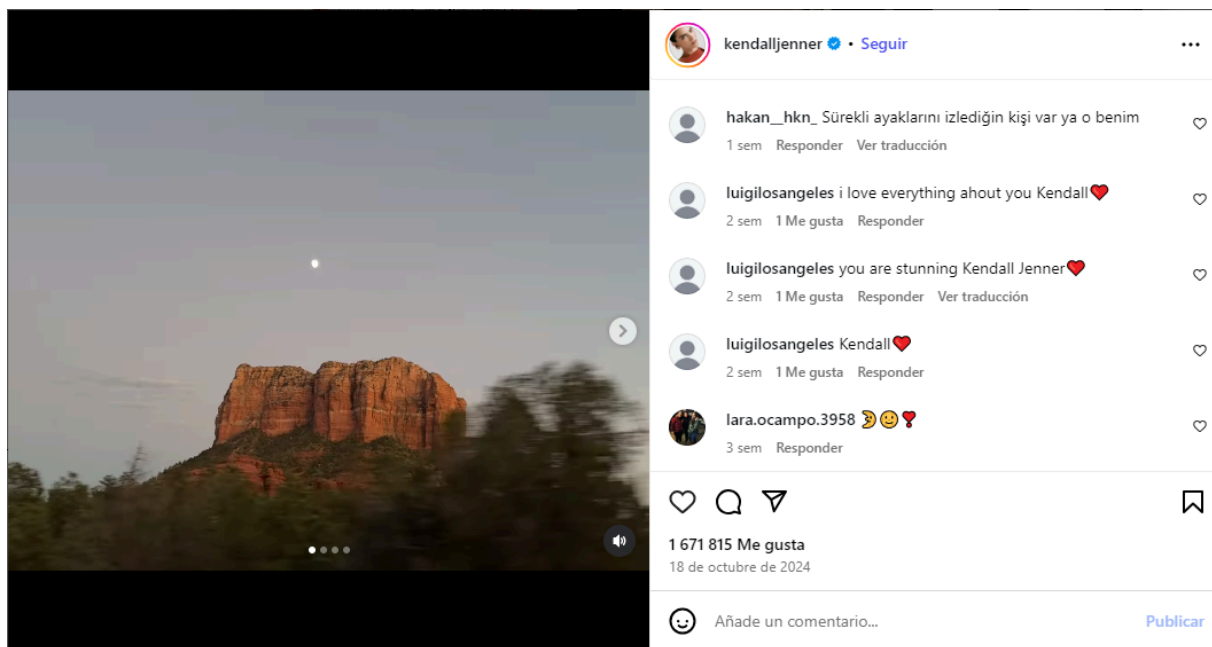 kendalljenner • Seguir
hakan__hkn_ Sürekli ayaklarını izlediğin kişi var ya o benim
1 sem Responder Ver traducción
luigilosangeles i love everything ahout you Kendall❤️
2 sem 1 Me gusta Responder
luigilosangeles you are stunning Kendall Jenner❤️
2 sem 1 Me gusta Responder Ver traducción
luigilosangeles Kendall❤️
2 sem 1 Me gusta Responder
lara.ocampo.3958 🌛🙂❣️
3 sem Responder
1 671 815 Me gusta
18 de octubre de 2024
Añade un comentario...
Publicar